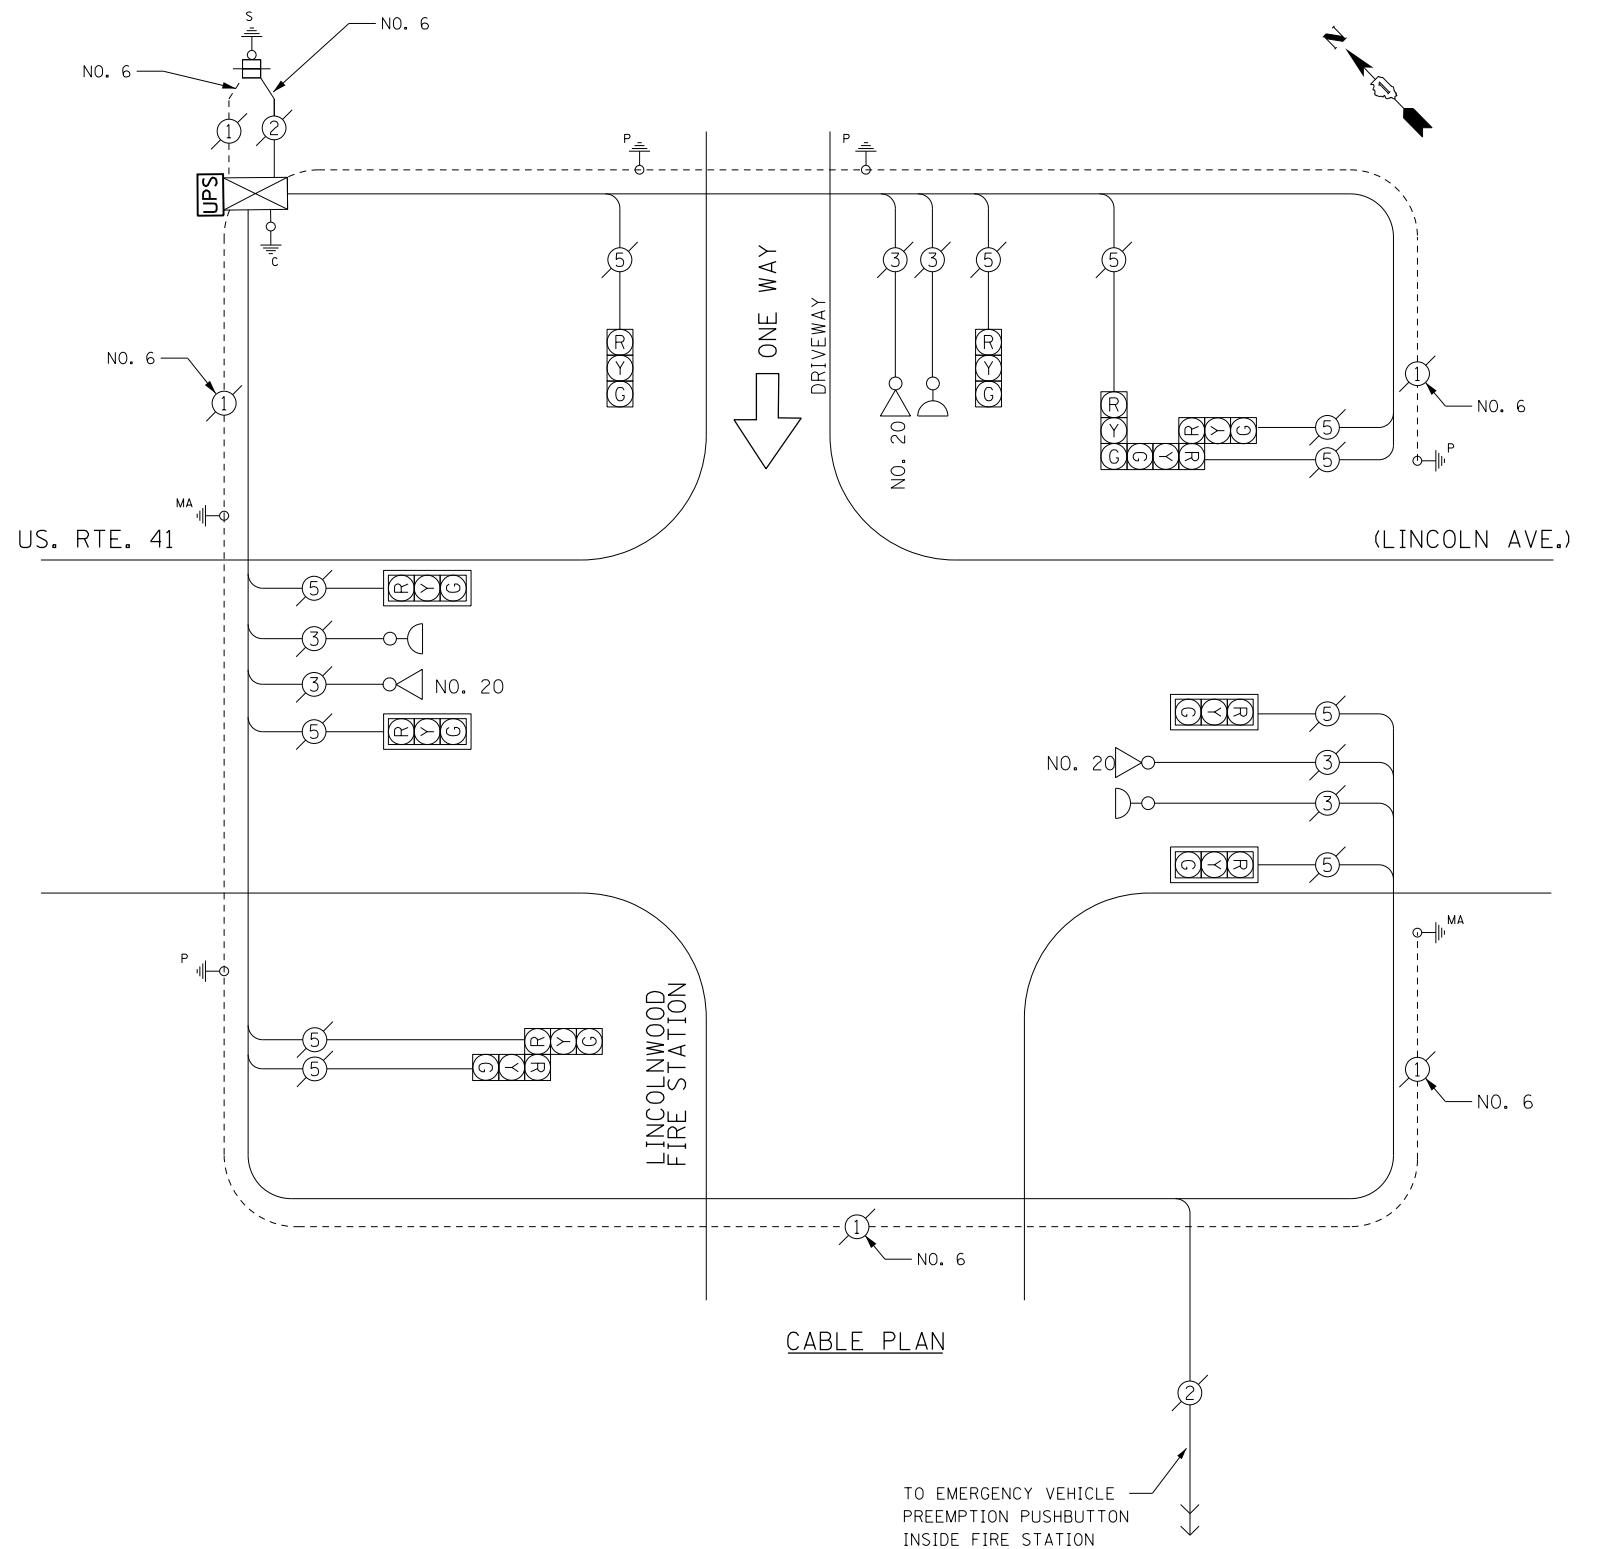 S
NO. 6
NO. 6
N
1
2
UPS
C
P
P
5
3
3
5
5
ONE WAY
DRIVEWAY
R
Y
G
NO. 20
R
Y
G
R
Y
G
G Y R
R Y G
5
5
1
NO. 6
P
NO. 6
1
MA
US. RTE. 41
(LINCOLN AVE.)
5
R Y G
3
3
NO. 20
5
R Y G
G Y R
5
NO. 20
3
3
G Y R
5
MA
1
NO. 6
P
5
R Y G
5
G Y R
LINCOLNWOOD
FIRE STATION
1
NO. 6
CABLE PLAN
2
TO EMERGENCY VEHICLE
PREEMPTION PUSHBUTTON
INSIDE FIRE STATION